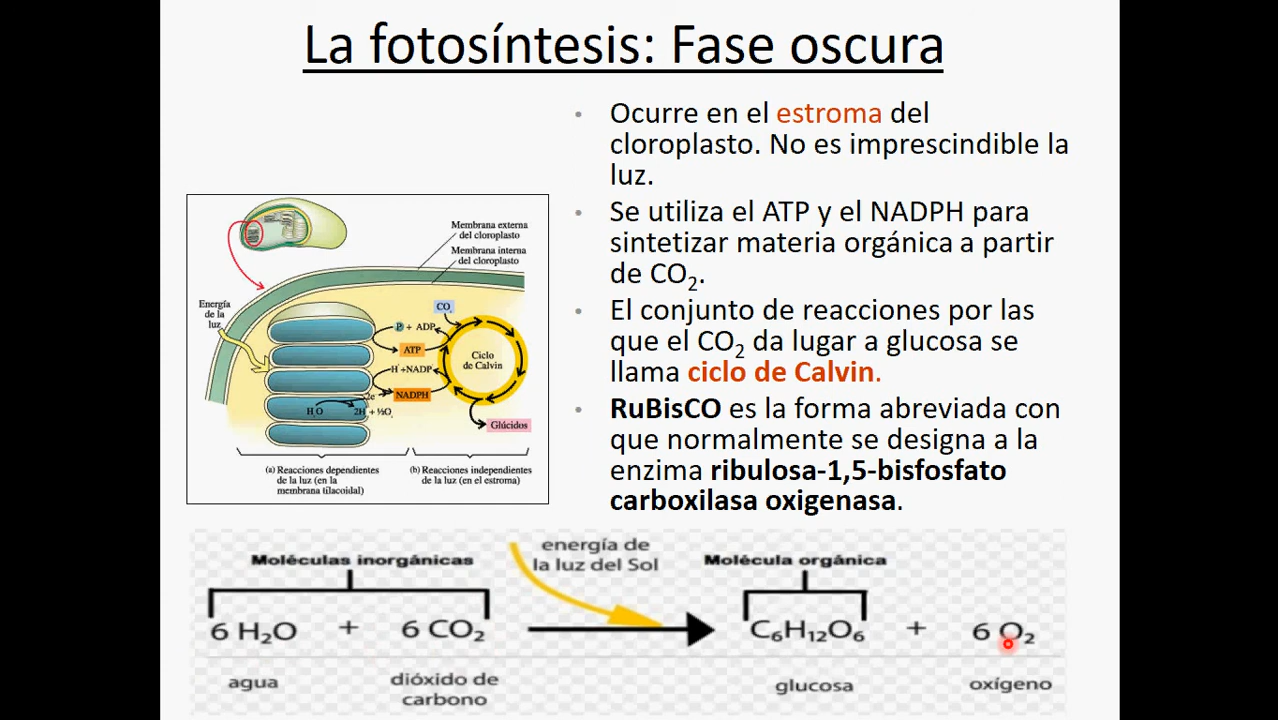 La fotosíntesis: Fase oscura
• Ocurre en el estroma del
cloroplasto. No es imprescindible la
luz.
• Se utiliza el ATP y el NADPH para
sintetizar materia orgánica a partir
de CO₂.
• El conjunto de reacciones por las
que el CO₂ da lugar a glucosa se
llama ciclo de Calvin.
• RuBisCO es la forma abreviada con
que normalmente se designa a la
enzima ribulosa-1,5-bisfosfato
carboxilasa oxigenasa.
Membrana externa
del cloroplasto
Membrana interna
del cloroplasto
Energía
de la
luz
CO₂
P + ADP
ATP
H +NADP
NADPH
2e
H₂O
2H + ½O₂
Ciclo
de Calvin
Glúcidos
(a) Reacciones dependientes
de la luz (en la
membrana tilacoidal)
(b) Reacciones independientes
de la luz (en el estroma)
Moléculas inorgánicas
energía de
la luz del Sol
Molécula orgánica
6 H₂O + 6 CO₂ C₆H₁₂O₆ + 6 O₂
agua
dióxido de
carbono
glucosa
oxígeno